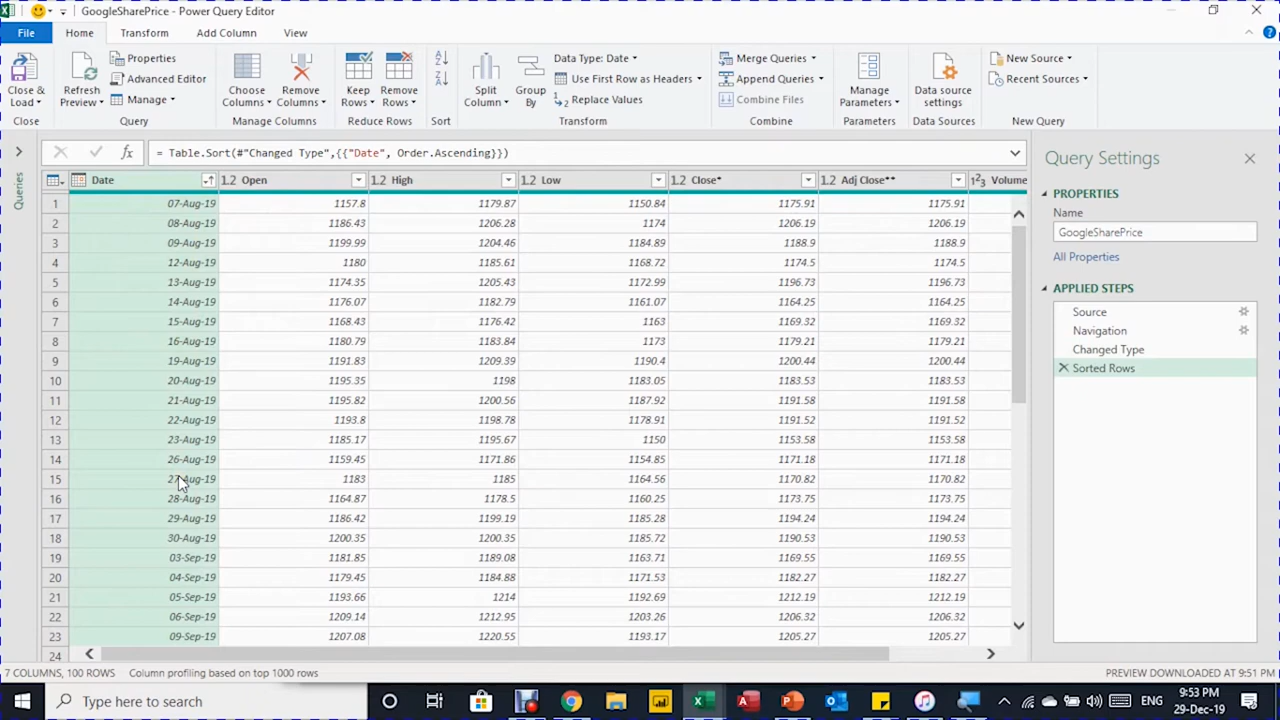 GoogleSharePrice - Power Query Editor
File Home Transform Add Column View
Close & Load
Close
Refresh Preview
Properties
Advanced Editor
Manage
Query
Choose Columns
Remove Columns
Manage Columns
Keep Rows
Remove Rows
Reduce Rows
Sort
Split Column
Group By
Data Type: Date
Use First Row as Headers
Replace Values
Transform
Merge Queries
Append Queries
Combine Files
Combine
Manage Parameters
Parameters
Data source settings
Data Sources
New Source
Recent Sources
New Query
fx = Table.Sort(#"Changed Type",{{"Date", Order.Ascending}})
Queries
Date 1.2 Open 1.2 High 1.2 Low 1.2 Close* 1.2 Adj Close** 123 Volume
1 07-Aug-19 1157.8 1179.87 1150.84 1175.91 1175.91
2 08-Aug-19 1186.43 1206.28 1174 1206.19 1206.19
3 09-Aug-19 1199.99 1204.46 1184.89 1188.9 1188.9
4 12-Aug-19 1180 1185.61 1168.72 1174.5 1174.5
5 13-Aug-19 1174.35 1205.43 1172.99 1196.73 1196.73
6 14-Aug-19 1176.07 1182.79 1161.07 1164.25 1164.25
7 15-Aug-19 1168.43 1176.42 1163 1169.32 1169.32
8 16-Aug-19 1180.79 1183.84 1173 1179.21 1179.21
9 19-Aug-19 1191.83 1209.39 1190.4 1200.44 1200.44
10 20-Aug-19 1195.35 1198 1183.05 1183.53 1183.53
11 21-Aug-19 1195.82 1200.56 1187.92 1191.58 1191.58
12 22-Aug-19 1193.8 1198.78 1178.91 1191.52 1191.52
13 23-Aug-19 1185.17 1195.67 1150 1153.58 1153.58
14 26-Aug-19 1159.45 1171.86 1154.85 1171.18 1171.18
15 27-Aug-19 1183 1185 1164.56 1170.82 1170.82
16 28-Aug-19 1164.87 1178.5 1160.25 1173.75 1173.75
17 29-Aug-19 1186.42 1199.19 1185.28 1194.24 1194.24
18 30-Aug-19 1200.35 1200.35 1185.72 1190.53 1190.53
19 03-Sep-19 1181.85 1189.08 1163.71 1169.55 1169.55
20 04-Sep-19 1179.45 1184.88 1171.53 1182.27 1182.27
21 05-Sep-19 1193.66 1214 1192.69 1212.19 1212.19
22 06-Sep-19 1209.14 1212.95 1203.26 1206.32 1206.32
23 09-Sep-19 1207.08 1220.55 1193.17 1205.27 1205.27
24
Query Settings
PROPERTIES
Name
GoogleSharePrice
All Properties
APPLIED STEPS
Source
Navigation
Changed Type
Sorted Rows
7 COLUMNS, 100 ROWS Column profiling based on top 1000 rows PREVIEW DOWNLOADED AT 9:51 PM
Type here to search
ENG
9:53 PM
29-Dec-19